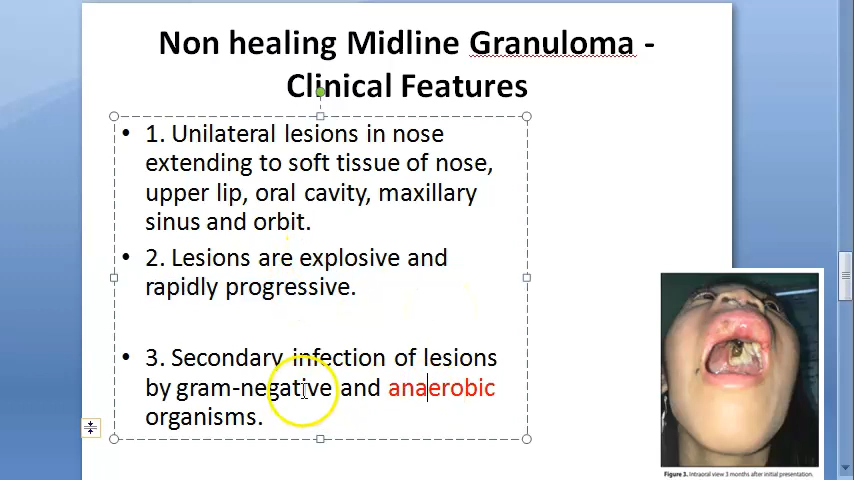 Non healing Midline Granuloma -
Clinical Features
• 1. Unilateral lesions in nose
extending to soft tissue of nose,
upper lip, oral cavity, maxillary
sinus and orbit.
• 2. Lesions are explosive and
rapidly progressive.
• 3. Secondary infection of lesions
by gram-negative and anaerobic
organisms.
Figure 3. Intraoral view 3 months after initial presentation.